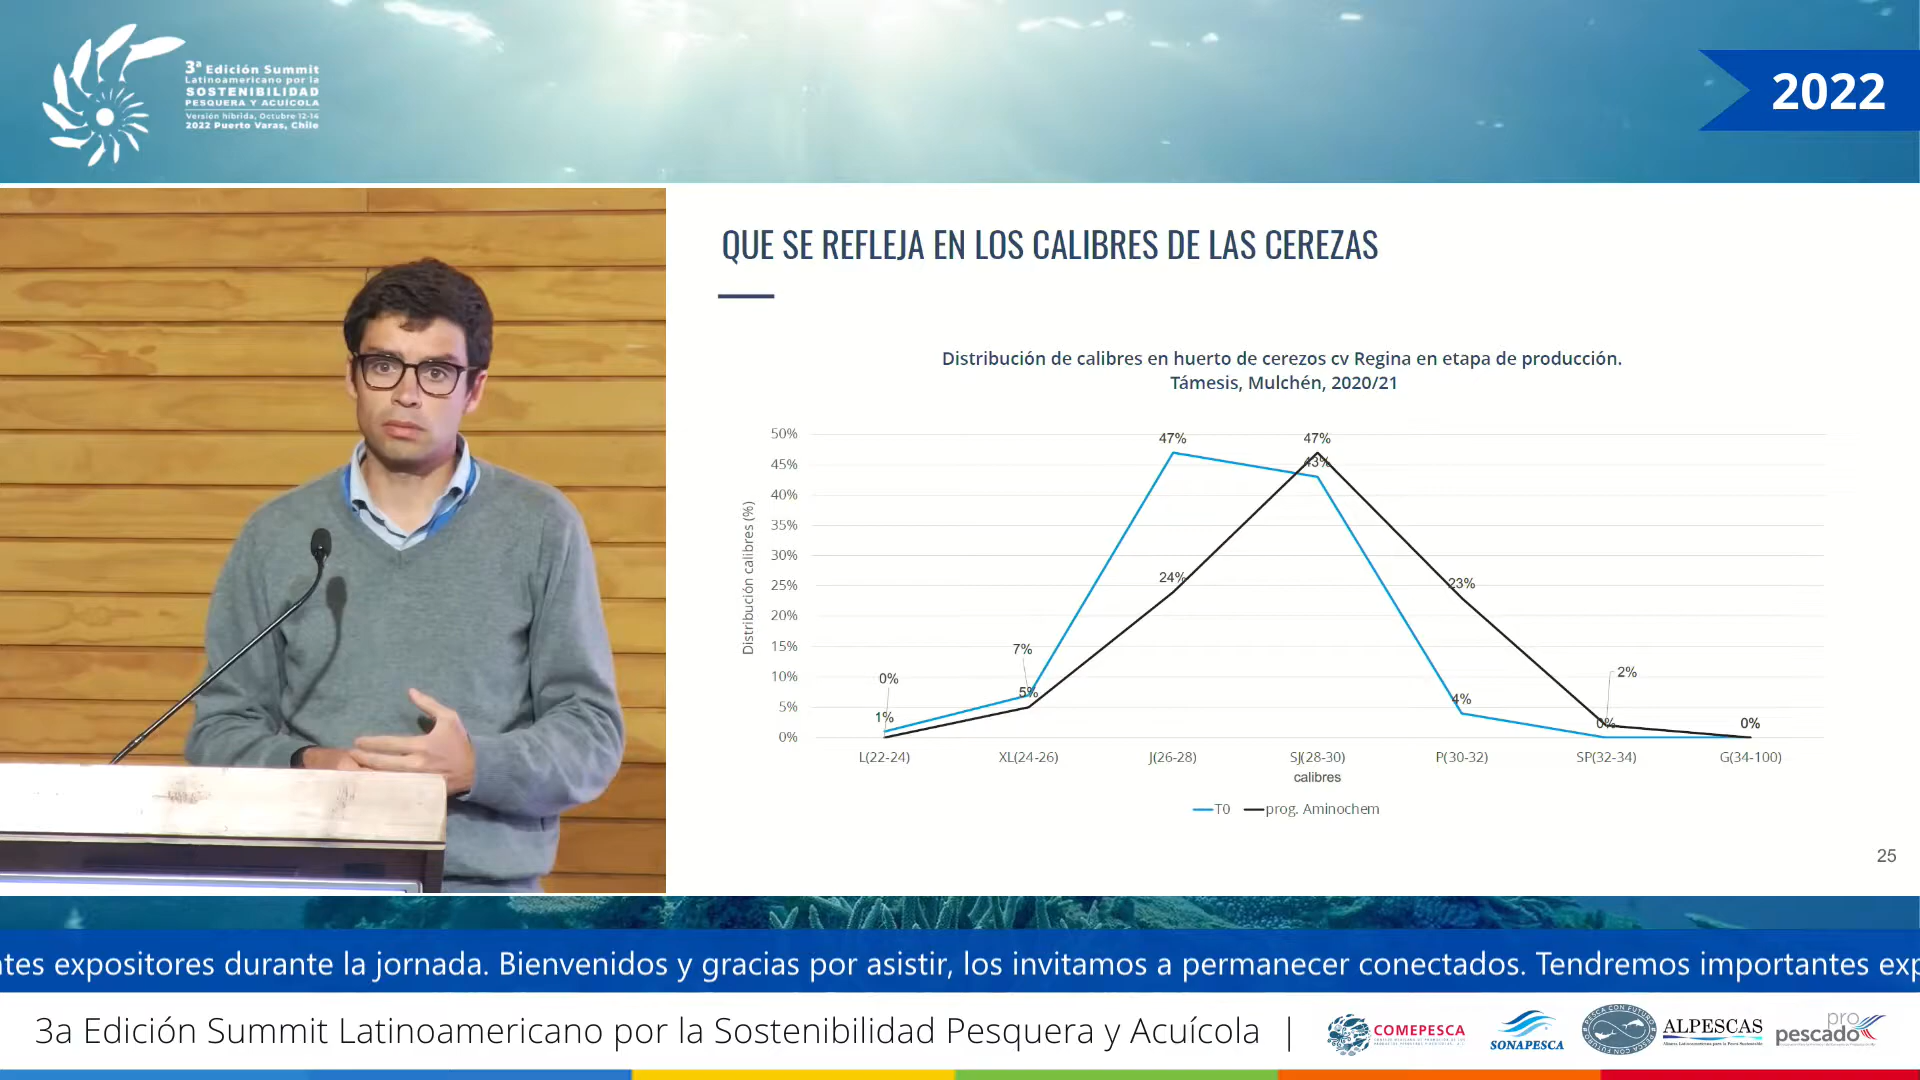 3ª Edición Summit
Latinoamericano por la
SOSTENIBILIDAD
PESQUERA Y ACUÍCOLA
Versión híbrida, Octubre 12-14
2022 Puerto Varas, Chile
2022
QUE SE REFLEJA EN LOS CALIBRES DE LAS CEREZAS
Distribución de calibres en huerto de cerezos cv Regina en etapa de producción.
Támesis, Mulchén, 2020/21
Distribución calibres (%)
50%
45%
40%
35%
30%
25%
20%
15%
10%
5%
0%
47%
47%
43%
24%
23%
7%
5%
0%
1%
4%
2%
0%
0%
L(22-24) XL(24-26) J(26-28) SJ(28-30) P(30-32) SP(32-34) G(34-100)
calibres
T0 prog. Aminochem
25
ntes expositores durante la jornada. Bienvenidos y gracias por asistir, los invitamos a permanecer conectados. Tendremos importantes exp
3a Edición Summit Latinoamericano por la Sostenibilidad Pesquera y Acuícola |
COMEPESCA
SONAPESCA
PESCA CON FUTURO
ALPESCAS
pro
pescado